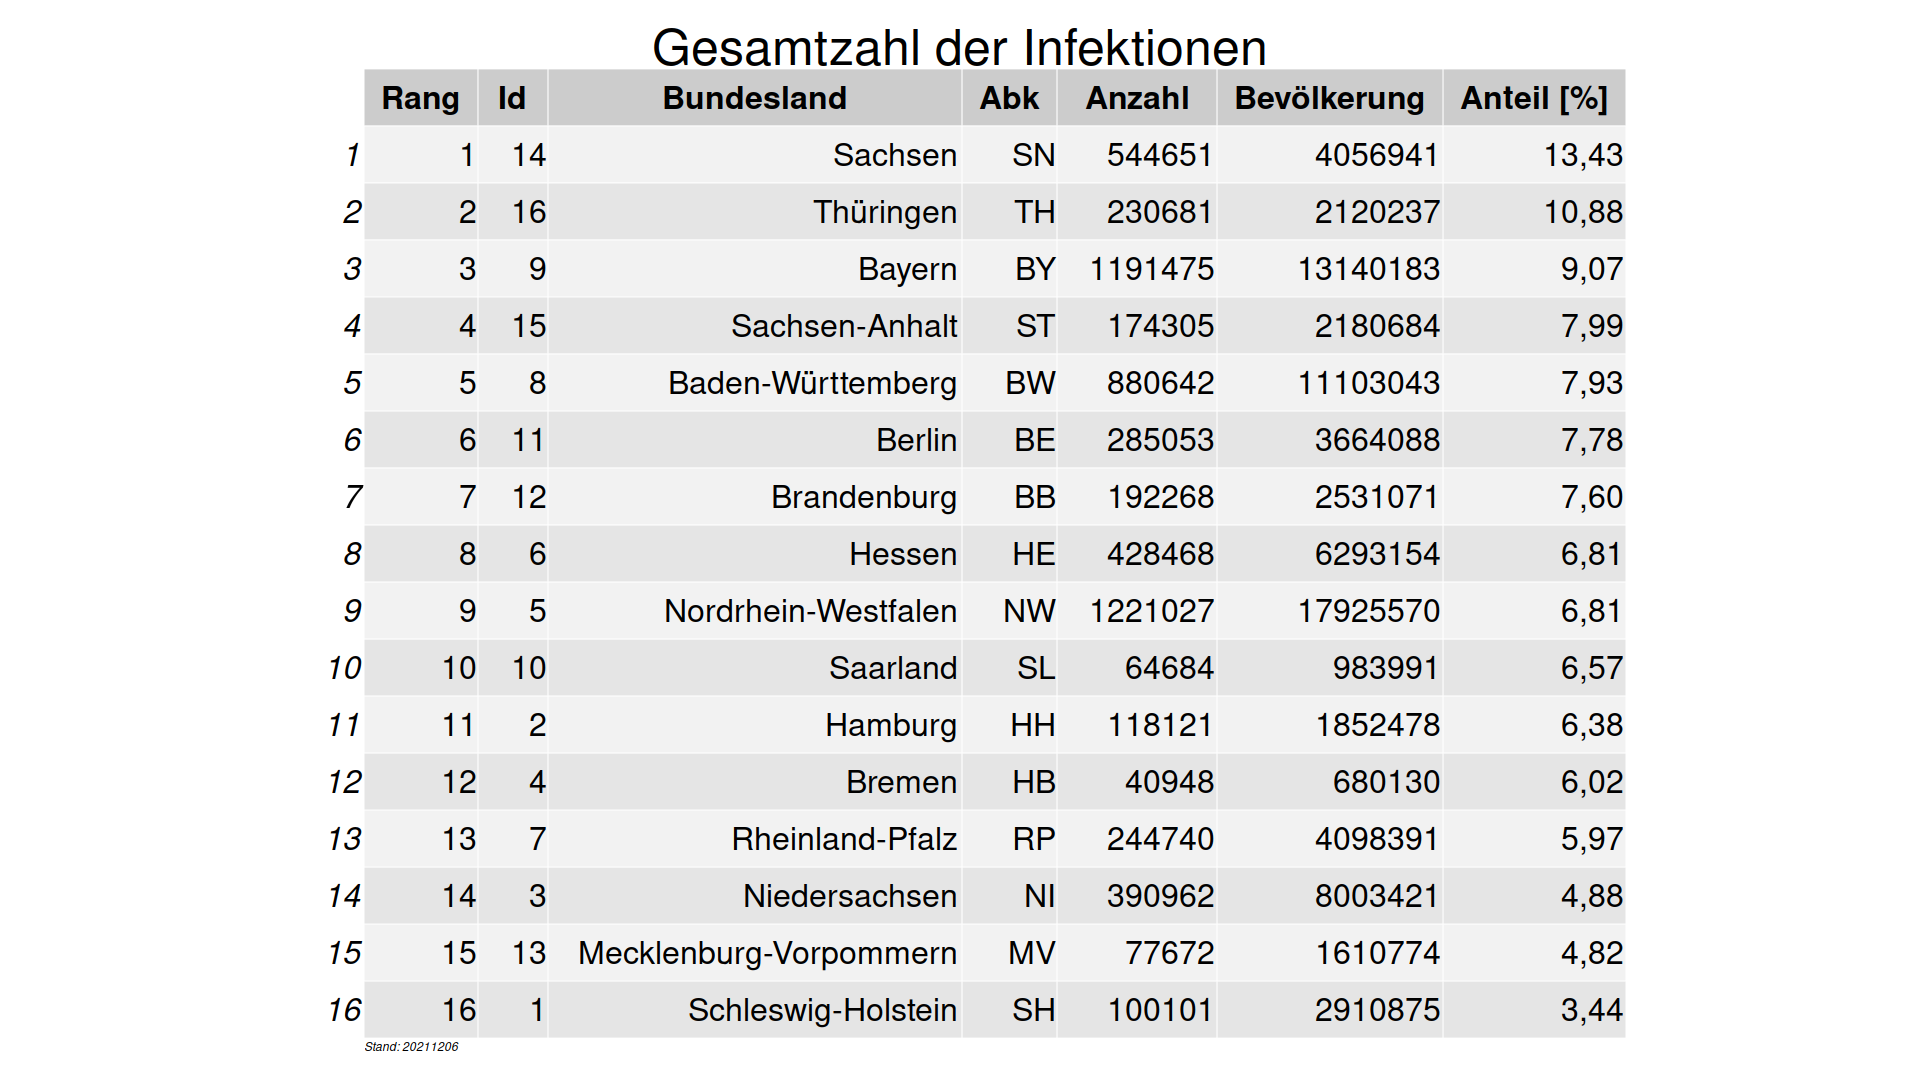 Gesamtzahl der Infektionen
Rang Id Bundesland Abk Anzahl Bevölkerung Anteil [%]
1 1 14 Sachsen SN 544651 4056941 13,43
2 2 16 Thüringen TH 230681 2120237 10,88
3 3 9 Bayern BY 1191475 13140183 9,07
4 4 15 Sachsen-Anhalt ST 174305 2180684 7,99
5 5 8 Baden-Württemberg BW 880642 11103043 7,93
6 6 11 Berlin BE 285053 3664088 7,78
7 7 12 Brandenburg BB 192268 2531071 7,60
8 8 6 Hessen HE 428468 6293154 6,81
9 9 5 Nordrhein-Westfalen NW 1221027 17925570 6,81
10 10 10 Saarland SL 64684 983991 6,57
11 11 2 Hamburg HH 118121 1852478 6,38
12 12 4 Bremen HB 40948 680130 6,02
13 13 7 Rheinland-Pfalz RP 244740 4098391 5,97
14 14 3 Niedersachsen NI 390962 8003421 4,88
15 15 13 Mecklenburg-Vorpommern MV 77672 1610774 4,82
16 16 1 Schleswig-Holstein SH 100101 2910875 3,44
Stand: 20211206